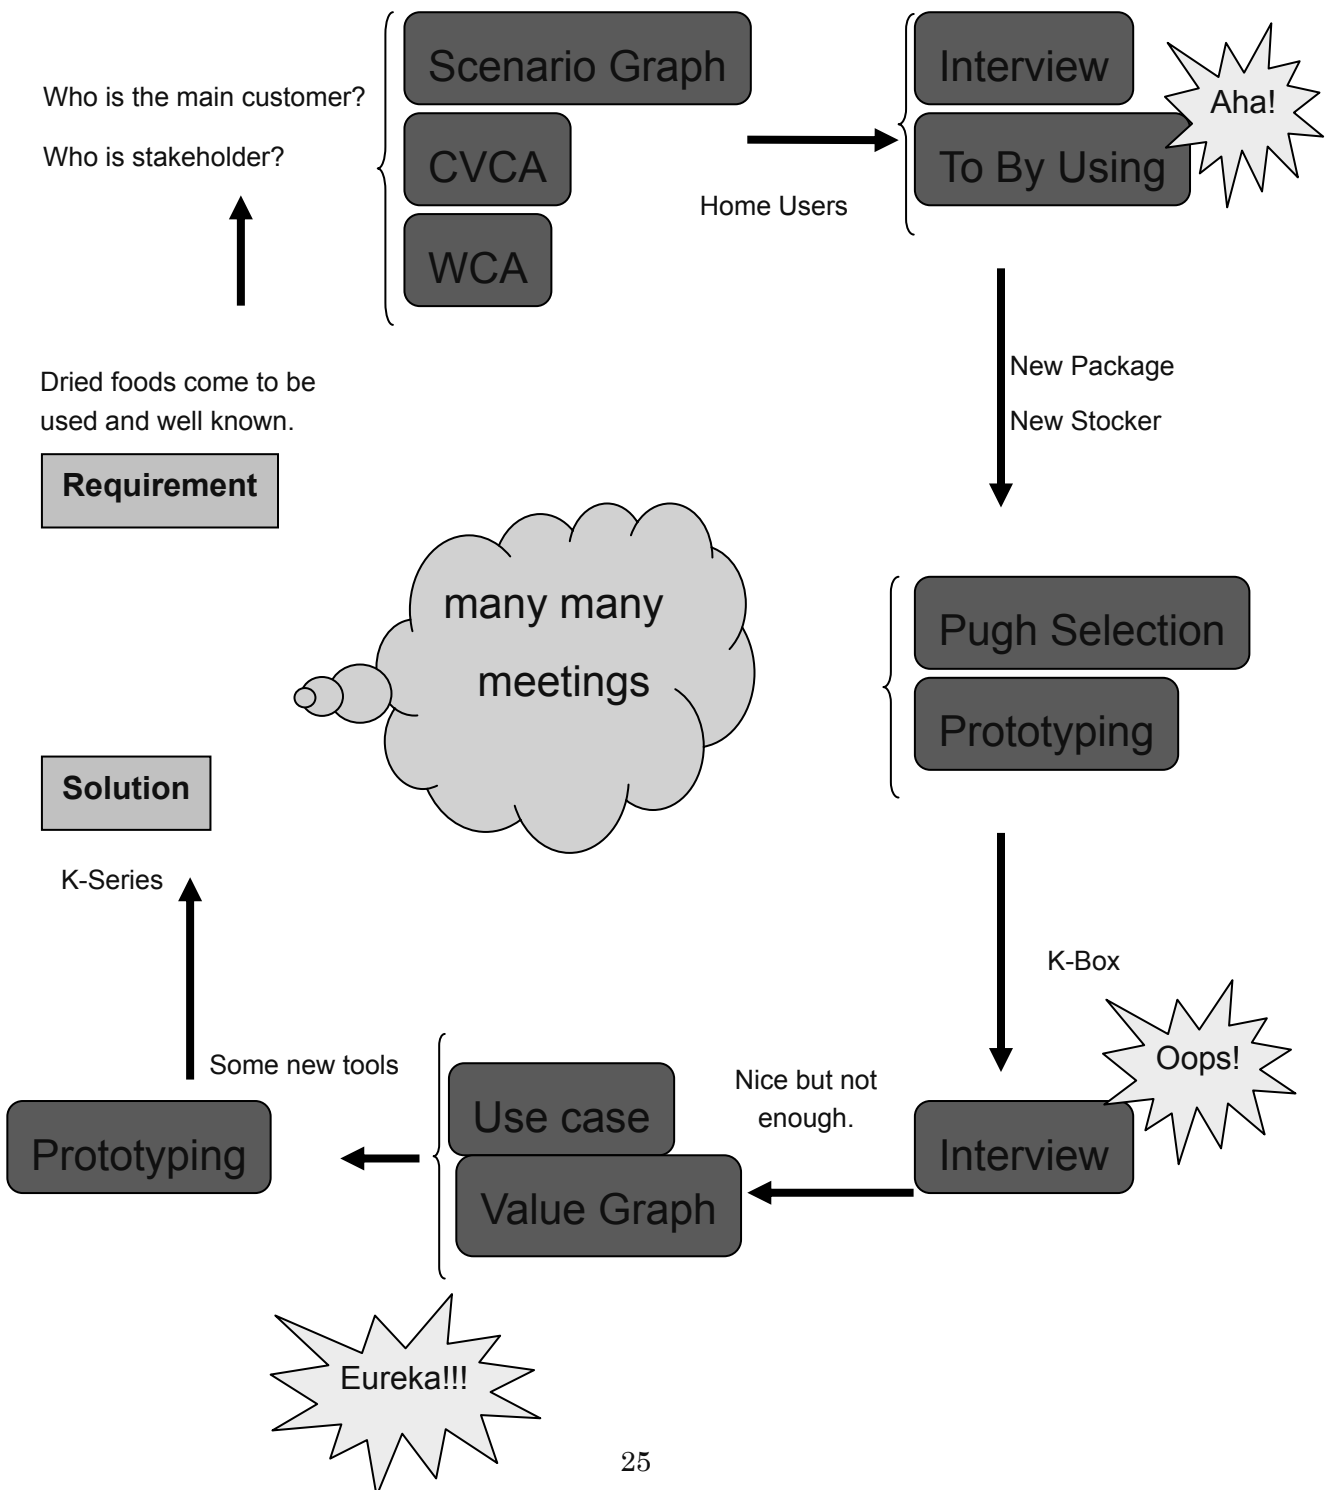 Who is the main customer?
Who is stakeholder?
Scenario Graph
CVCA
WCA
Home Users
Interview
To By Using
Aha!
Dried foods come to be
used and well known.
Requirement
New Package
New Stocker
many many
meetings
Pugh Selection
Prototyping
Solution
K-Series
K-Box
Oops!
Interview
Nice but not
enough.
Use case
Value Graph
Some new tools
Prototyping
Eureka!!!
25